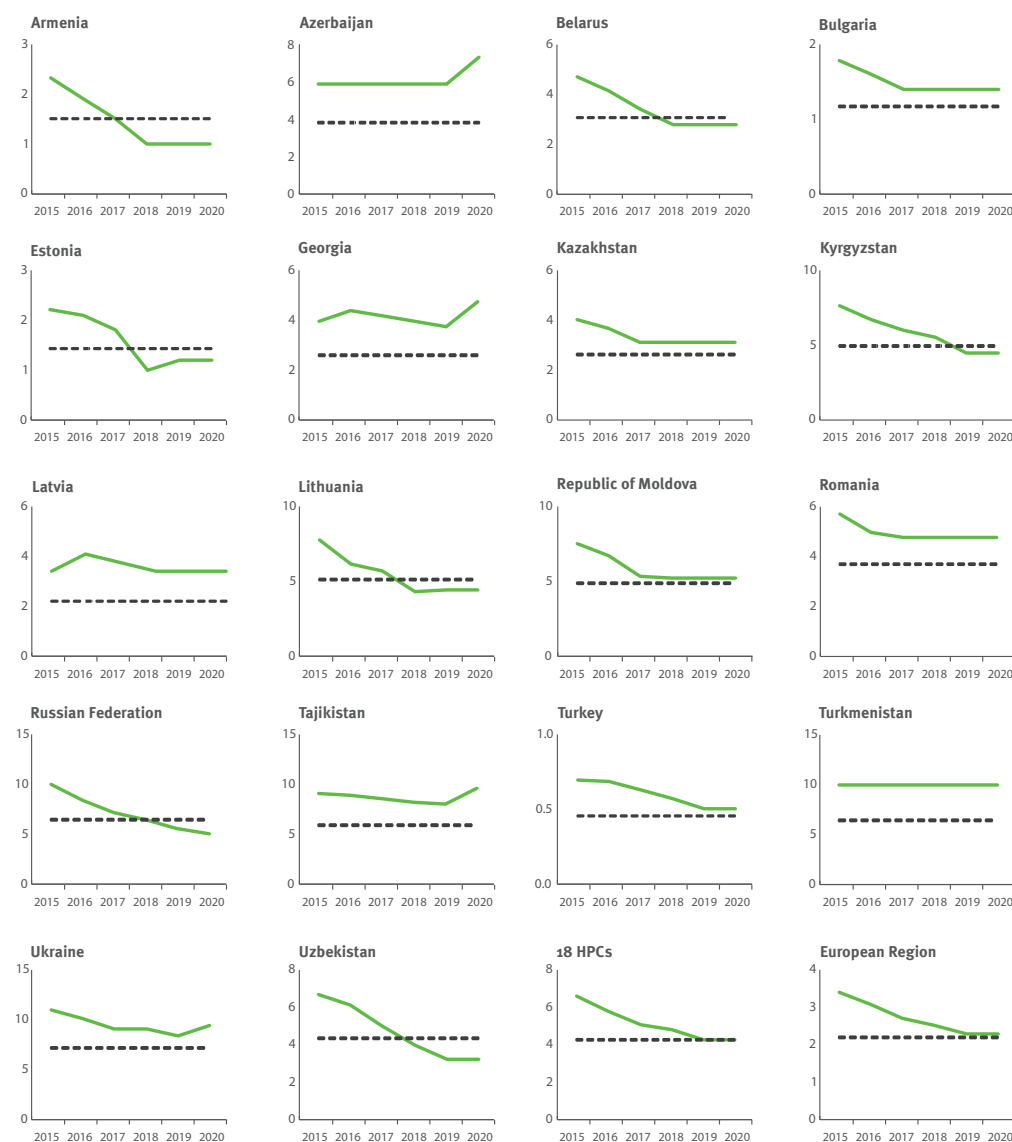 Armenia
3
2
1
0
2015 2016 2017 2018 2019 2020
Azerbaijan
8
6
4
2
0
2015 2016 2017 2018 2019 2020
Belarus
6
4
2
0
2015 2016 2017 2018 2019 2020
Bulgaria
2
1
0
2015 2016 2017 2018 2019 2020
Estonia
3
2
1
0
2015 2016 2017 2018 2019 2020
Georgia
6
4
2
0
2015 2016 2017 2018 2019 2020
Kazakhstan
6
4
2
0
2015 2016 2017 2018 2019 2020
Kyrgyzstan
10
5
0
2015 2016 2017 2018 2019 2020
Latvia
6
4
2
0
2015 2016 2017 2018 2019 2020
Lithuania
10
5
0
2015 2016 2017 2018 2019 2020
Republic of Moldova
10
5
0
2015 2016 2017 2018 2019 2020
Romania
6
4
2
0
2015 2016 2017 2018 2019 2020
Russian Federation
15
10
5
0
2015 2016 2017 2018 2019 2020
Tajikistan
15
10
5
0
2015 2016 2017 2018 2019 2020
Turkey
1.0
0.5
0.0
2015 2016 2017 2018 2019 2020
Turkmenistan
15
10
5
0
2015 2016 2017 2018 2019 2020
Ukraine
15
10
5
0
2015 2016 2017 2018 2019 2020
Uzbekistan
8
6
4
2
0
2015 2016 2017 2018 2019 2020
18 HPCs
8
6
4
2
0
2015 2016 2017 2018 2019 2020
European Region
4
3
2
1
0
2015 2016 2017 2018 2019 2020